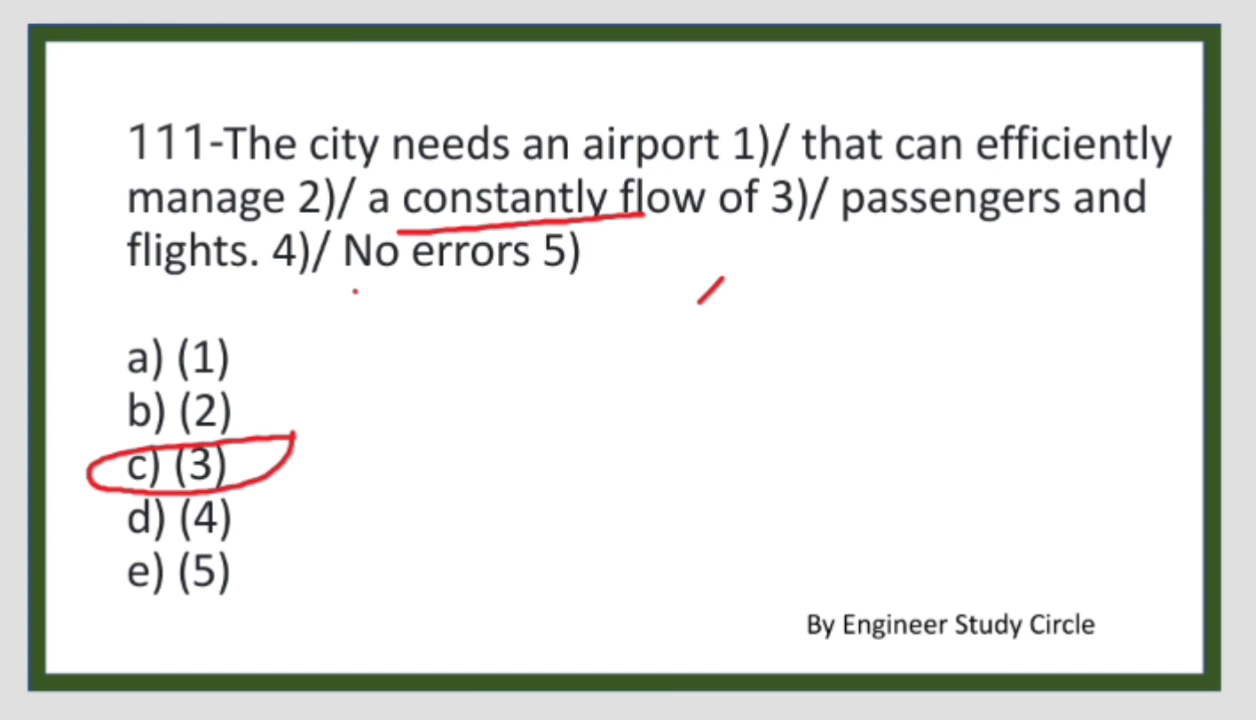 111-The city needs an airport 1)/ that can efficiently
manage 2)/ a constantly flow of 3)/ passengers and
flights. 4)/ No errors 5)
a) (1)
b) (2)
c) (3)
d) (4)
e) (5)
By Engineer Study Circle